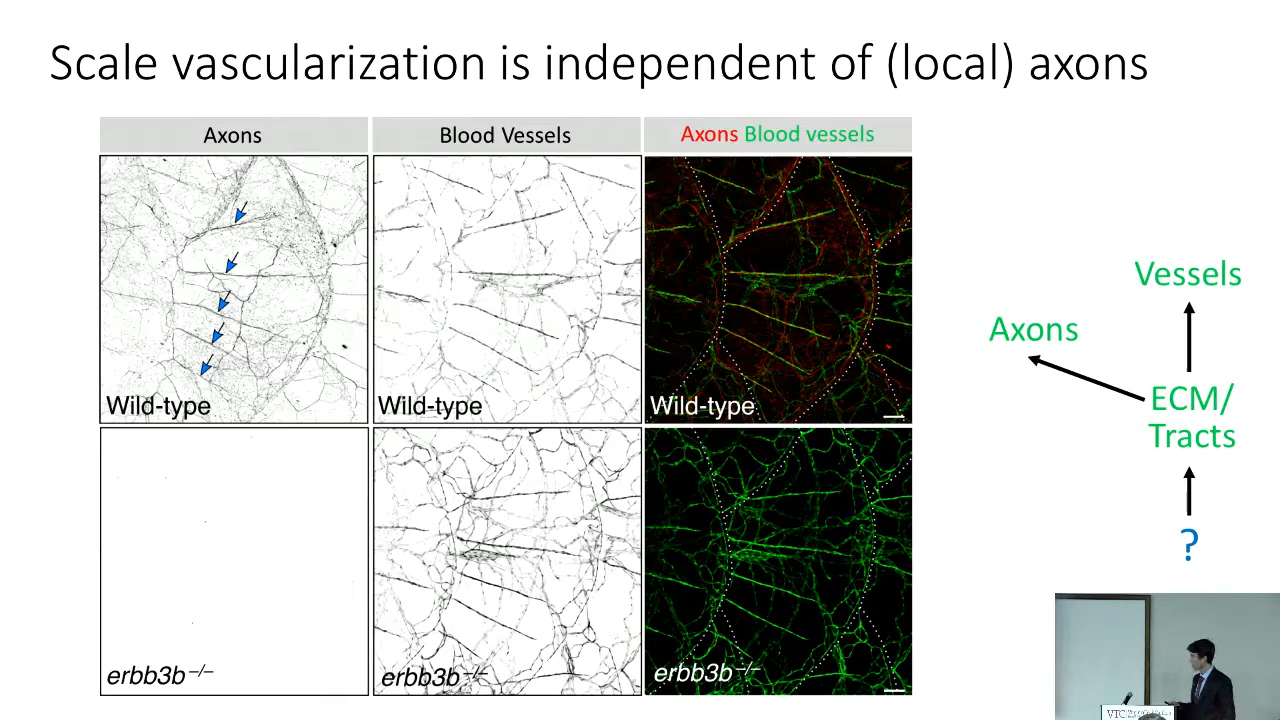 Scale vascularization is independent of (local) axons
Axons
Blood Vessels
Axons Blood vessels
Wild-type
Wild-type
Wild-type
erbb3b−/−
erbb3b−/−
erbb3b−/−
Vessels
Axons
ECM/
Tracts
?
VTC